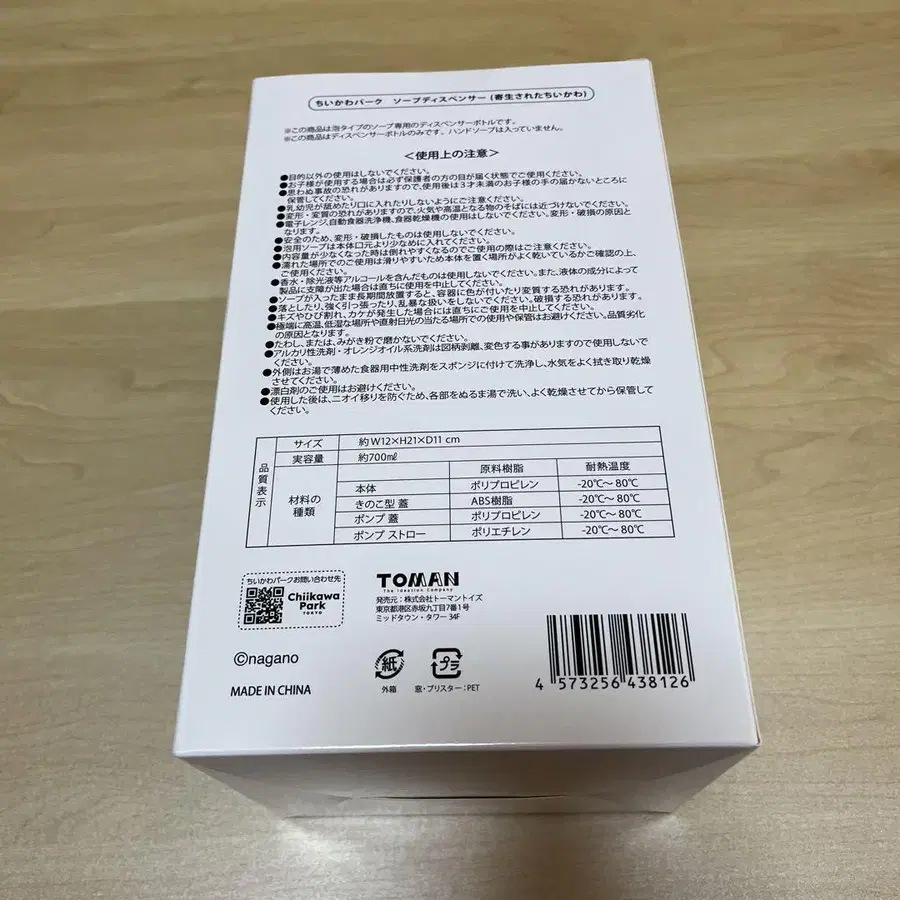 ちいかわパーク　ソープディスペンサー (寄生されたちいかわ)
※この商品は泡タイプのソープ専用のディスペンサーボトルです。
※この商品はディスペンサーボトルのみです。ハンドソープは入っていません。
＜使用上の注意＞
●目的以外の使用はしないでください。
●お子様が使用する場合は必ず保護者の方の目が届く状態でご使用ください。
●思わぬ事故の恐れがありますので、使用後は3才未満のお子様の手の届かないところに
保管してください。
●乳幼児が舐めたり口に入れたりしないようにご注意ください。
●変形・変質の恐れがありますので、火気や高温となる物のそばには近づけないでください。
●電子レンジ、自動食器洗浄機、食器乾燥機の使用はしないでください。変形・破損の原因と
なります。
●安全のため、変形・破損したものは使用しないでください。
●泡用ソープは本体口元より少なめに入れてください。
●内容量が少なくなった時は倒れやすくなるのでご使用の際はご注意ください。
●濡れた場所でのご使用は滑りやすいため本体を置く場所がよく乾いているかご確認の上、
ご使用ください。
●香水・除光液等アルコールを含んだものは使用しないでください。また、液体の成分によって
製品に支障が出た場合は直ちに使用を中止してください。
●ソープが入ったまま長期間放置すると、容器に色が付いたり変質する恐れがあります。
●落としたり、強く引っ張ったり、乱暴な扱いをしないでください。破損する恐れがあります。
●キズやひび割れ、カケが発生した場合には直ちにご使用を中止してください。
●極端に高温、低湿な場所や直射日光の当たる場所での使用や保管はお避けください。品質劣化
の原因となります。
●たわし、または、みがき粉で磨かないでください。
●アルカリ性洗剤・オレンジオイル系洗剤は図柄剥離、変色する事がありますので使用しないで
ください。
●外側はお湯で薄めた食器用中性洗剤をスポンジに付けて洗浄し、水気をよく拭き取り乾燥
させてください。
●漂白剤のご使用はお避けください。
●使用した後は、ニオイ移りを防ぐため、各部をぬるま湯で洗い、よく乾燥させてから保管して
ください。
品質表示
サイズ 約 W12×H21×D11 cm
実容量 約700㎖
材料の種類 原料樹脂 耐熱温度
本体 ポリプロピレン -20℃〜 80℃
きのこ型 蓋 ABS樹脂 -20℃〜 80℃
ポンプ 蓋 ポリプロピレン -20℃〜 80℃
ポンプ ストロー ポリエチレン -20℃〜 80℃
ちいかわパークお問い合わせ先
Chiikawa
Park
TOKYO
TOMAN
The Ideation Company
発売元：株式会社トーマントイズ
東京都港区赤坂九丁目7番1号
ミッドタウン・タワー 34F
©nagano
MADE IN CHINA
紙
外箱
プラ
窓・ブリスター：PET
4 573256 438126